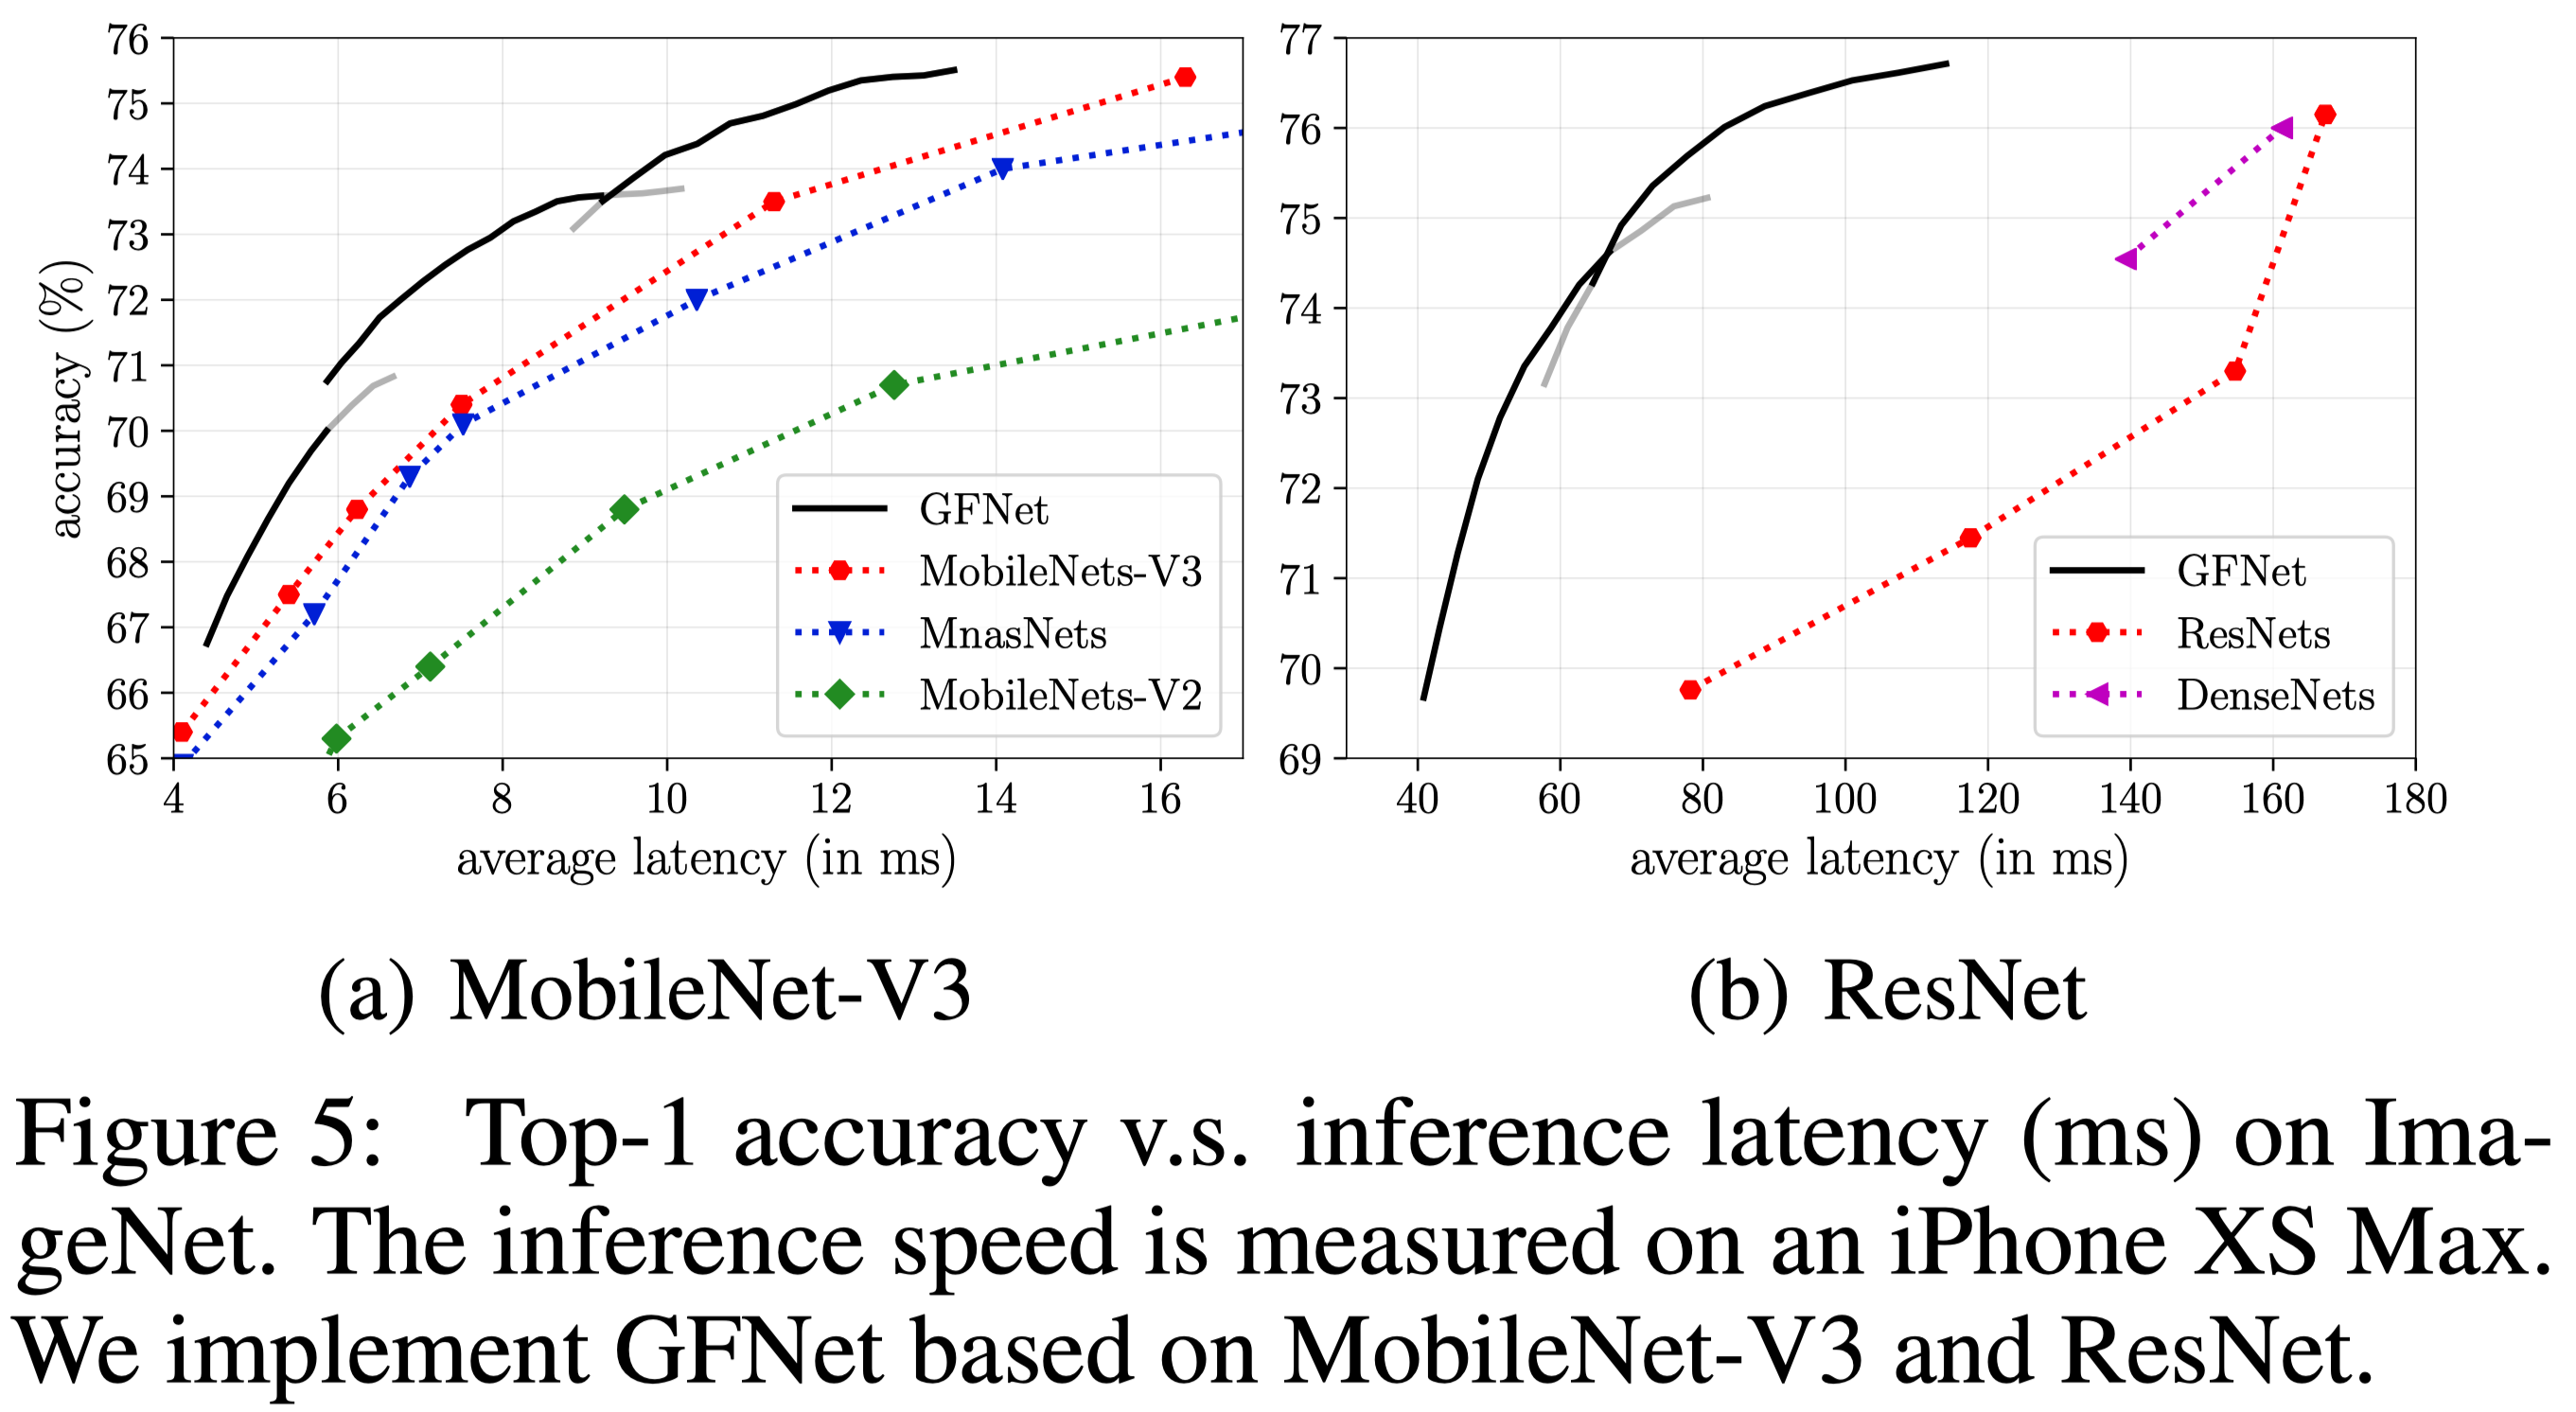 76
75
74
73
72
71
70
69
68
67
66
65
accuracy (%)
4 6 8 10 12 14 16
average latency (in ms)
GFNet
MobileNets-V3
MnasNets
MobileNets-V2
77
76
75
74
73
72
71
70
69
40 60 80 100 120 140 160 180
average latency (in ms)
GFNet
ResNets
DenseNets
(a) MobileNet-V3
(b) ResNet
Figure 5: Top-1 accuracy v.s. inference latency (ms) on Ima-
geNet. The inference speed is measured on an iPhone XS Max.
We implement GFNet based on MobileNet-V3 and ResNet.